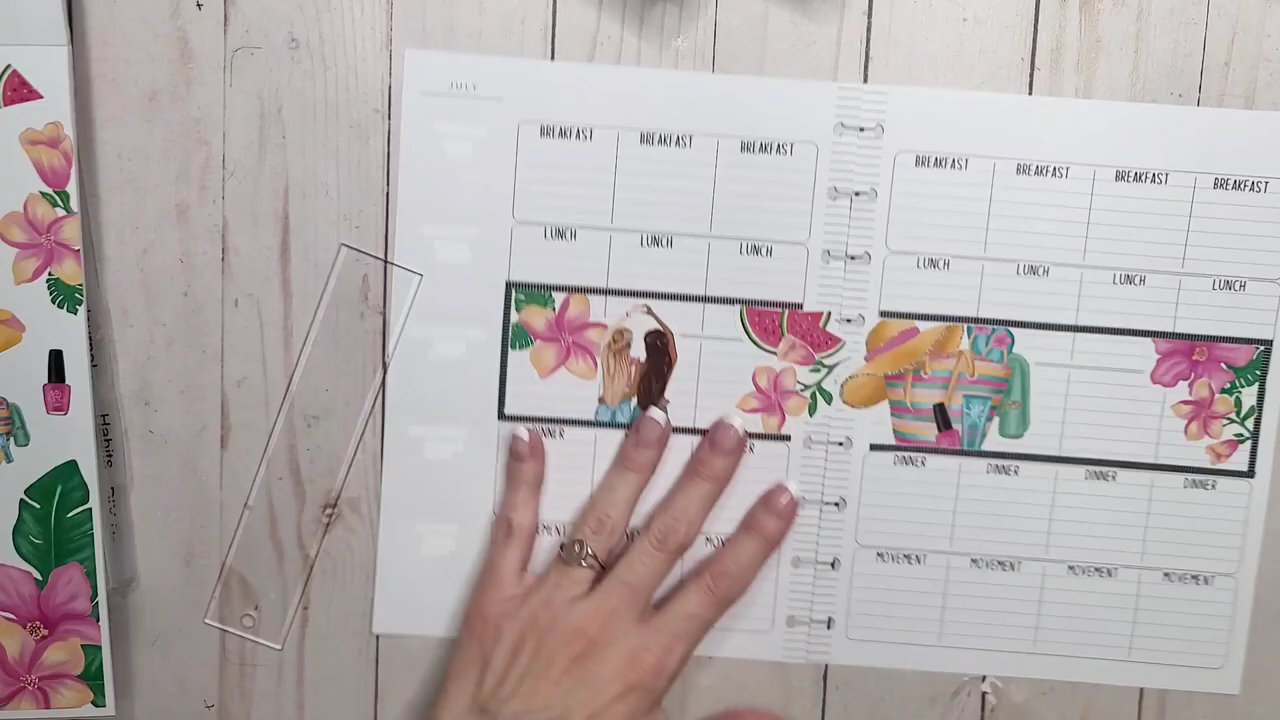 JULY
BREAKFAST BREAKFAST BREAKFAST
LUNCH LUNCH LUNCH
BREAKFAST BREAKFAST BREAKFAST BREAKFAST
LUNCH LUNCH LUNCH LUNCH
DINNER DINNER DINNER DINNER
MOVEMENT MOVEMENT MOVEMENT MOVEMENT
Habits